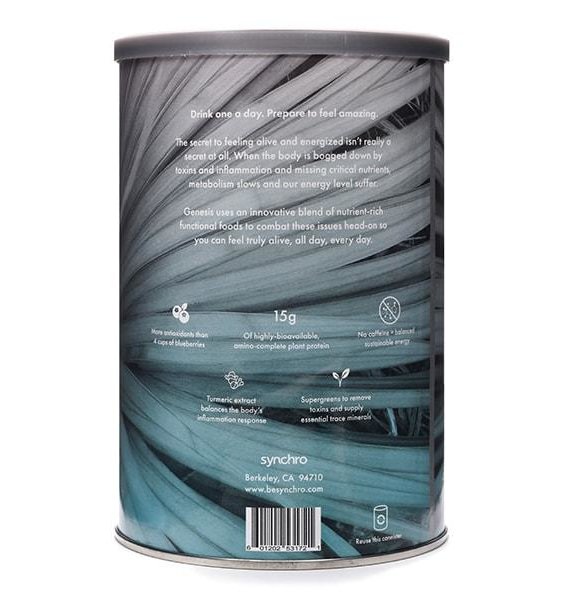 Drink one a day. Prepare to feel amazing.
The secret to feeling alive and energized isn't really a
secret at all. When the body is bogged down by
toxins and inflammation and missing critical nutrients,
metabolism slows and our energy level suffer.
Genesis uses an innovative blend of nutrient-rich
functional foods to combat these issues head-on so
you can feel truly alive, all day, every day.
More antioxidants than
4 cups of blueberries
15g
Of highly-bioavailable,
amino-complete plant protein
No caffeine = balanced
sustainable energy
Turmeric extract
balances the body's
inflammation response
Supergreens to remove
toxins and supply
essential trace minerals
synchro
Berkeley, CA 94710
www.besynchro.com
6 01202 53172 1
Reuse this canister